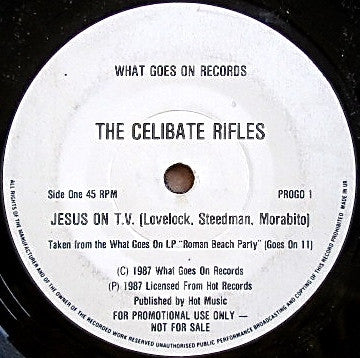 WHAT GOES ON RECORDS
THE CELIBATE RIFLES
Side One 45 RPM
PROGO 1
JESUS ON T.V. (Lovelock, Steedman, Morabito)
Taken from the What Goes On LP "Roman Beach Party" (Goes On 11)
(C) 1987 What Goes On Records
(P) 1987 Licensed From Hot Records
Published by Hot Music
FOR PROMOTIONAL USE ONLY —
NOT FOR SALE
ALL RIGHTS OF THE MANUFACTURER AND OF THE OWNER OF THE RECORDED WORK RESERVED UNAUTHORISED PUBLIC PERFORMANCE BROADCASTING AND COPYING OF THIS RECORD PROHIBITED MADE IN UK